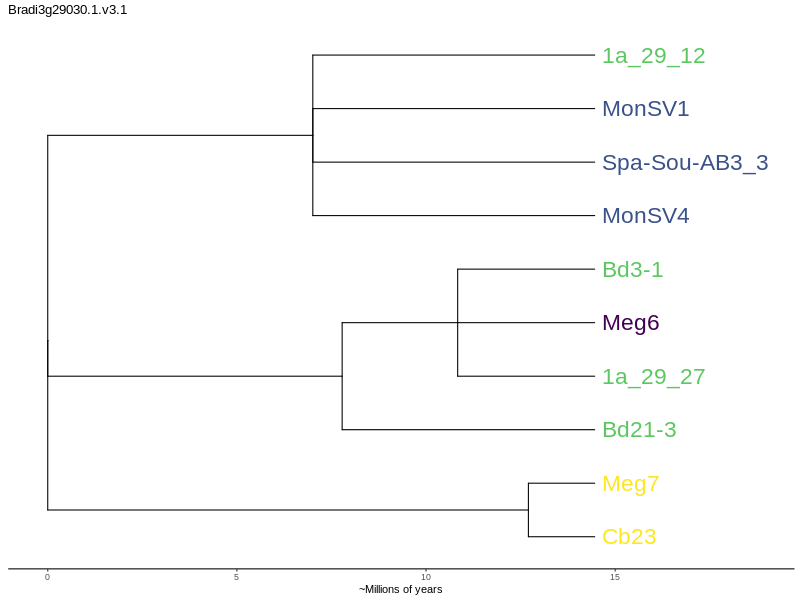 Bradi3g29030.1.v3.1
1a_29_12
MonSV1
Spa-Sou-AB3_3
MonSV4
Bd3-1
Meg6
1a_29_27
Bd21-3
Meg7
Cb23
0 5 10 15
~Millions of years